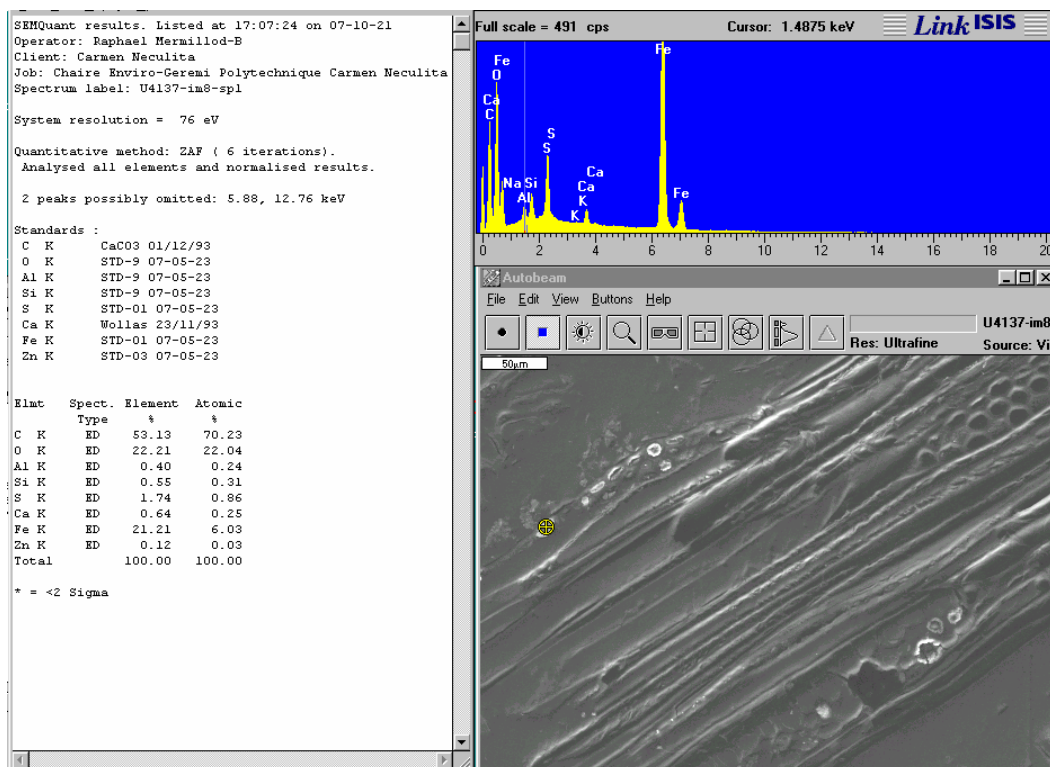 SEMQuant results. Listed at 17:07:24 on 07-10-21
Operator: Raphael Mermillod-B
Client: Carmen Neculita
Job: Chaire Enviro-Geremi Polytechnique Carmen Neculita
Spectrum label: U4137-im8-sp1
System resolution = 76 eV
Quantitative method: ZAF ( 6 iterations).
Analysed all elements and normalised results.
2 peaks possibly omitted: 5.88, 12.76 keV
Standards :
C K CaCO3 01/12/93
O K STD-9 07-05-23
Al K STD-9 07-05-23
Si K STD-9 07-05-23
S K STD-01 07-05-23
Ca K Wollas 23/11/93
Fe K STD-01 07-05-23
Zn K STD-03 07-05-23
Elmt Spect. Element Atomic
Type % %
C K ED 53.13 70.23
O K ED 22.21 22.04
Al K ED 0.40 0.24
Si K ED 0.55 0.31
S K ED 1.74 0.86
Ca K ED 0.64 0.25
Fe K ED 21.21 6.03
Zn K ED 0.12 0.03
Total 100.00 100.00
* = <2 Sigma
Full scale = 491 cps Cursor: 1.4875 keV Link ISIS
Fe Fe
O
Ca
C
S
S
Na Si
Al
Ca
Ca
K
K
Fe
0 2 4 6 8 10 12 14 16 18 20
Autobeam
File Edit View Buttons Help
U4137-im8
Res: Ultrafine Source: Vi
50µm